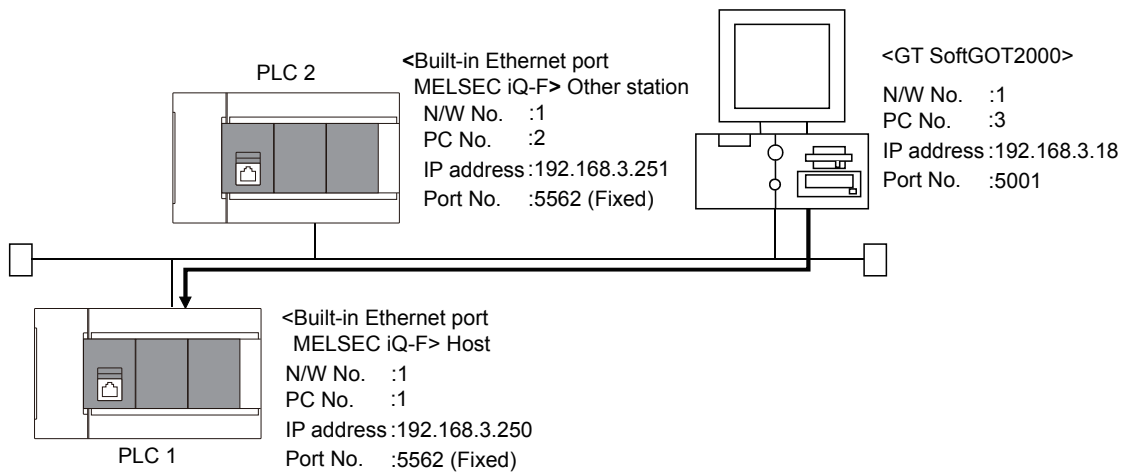 PLC 2
<Built-in Ethernet port
MELSEC iQ-F> Other station
N/W No. :1
PC No. :2
IP address :192.168.3.251
Port No. :5562 (Fixed)
<GT SoftGOT2000>
N/W No. :1
PC No. :3
IP address :192.168.3.18
Port No. :5001
PLC 1
<Built-in Ethernet port
MELSEC iQ-F> Host
N/W No. :1
PC No. :1
IP address :192.168.3.250
Port No. :5562 (Fixed)